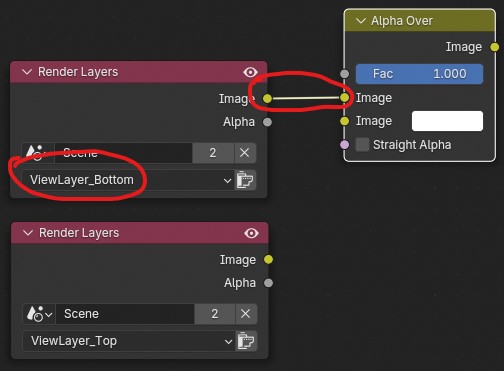 Alpha Over
Image
Fac 1.000
Image
Image
Straight Alpha
Render Layers
Image
Alpha
Scene 2
ViewLayer_Bottom
Render Layers
Image
Alpha
Scene 2
ViewLayer_Top